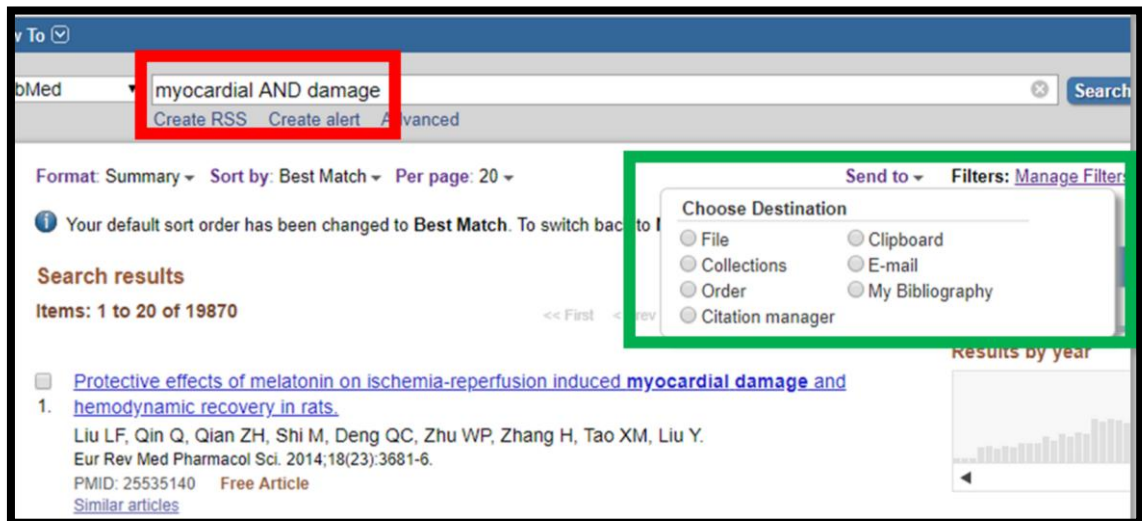 w To
bMed myocardial AND damage Search
Create RSS Create alert Advanced
Format: Summary Sort by: Best Match Per page: 20 Send to Filters: Manage Filters
Your default sort order has been changed to Best Match. To switch back to
Choose Destination
File Clipboard
Collections E-mail
Order My Bibliography
Citation manager
Search results
Items: 1 to 20 of 19870 << First <
Results by year
Protective effects of melatonin on ischemia-reperfusion induced myocardial damage and
1. hemodynamic recovery in rats.
Liu LF, Qin Q, Qian ZH, Shi M, Deng QC, Zhu WP, Zhang H, Tao XM, Liu Y.
Eur Rev Med Pharmacol Sci. 2014;18(23):3681-6.
PMID: 25535140 Free Article
Similar articles